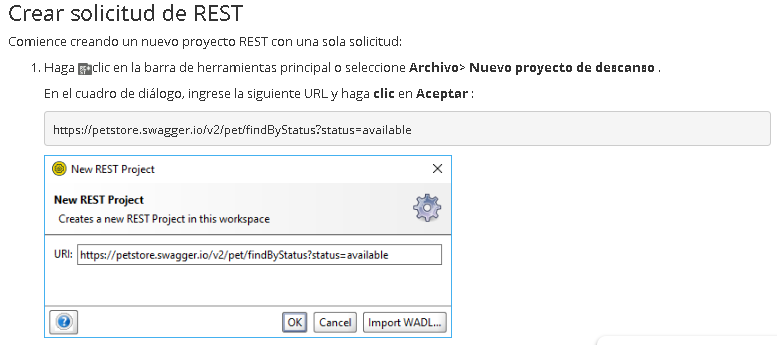 Crear solicitud de REST
Comience creando un nuevo proyecto REST con una sola solicitud:
1. Haga clic en la barra de herramientas principal o seleccione Archivo> Nuevo proyecto de descanso .
En el cuadro de diálogo, ingrese la siguiente URL y haga clic en Aceptar :
https://petstore.swagger.io/v2/pet/findByStatus?status=available
New REST Project
New REST Project
Creates a new REST Project in this workspace
URI: https://petstore.swagger.io/v2/pet/findByStatus?status=available
OK Cancel Import WADL...